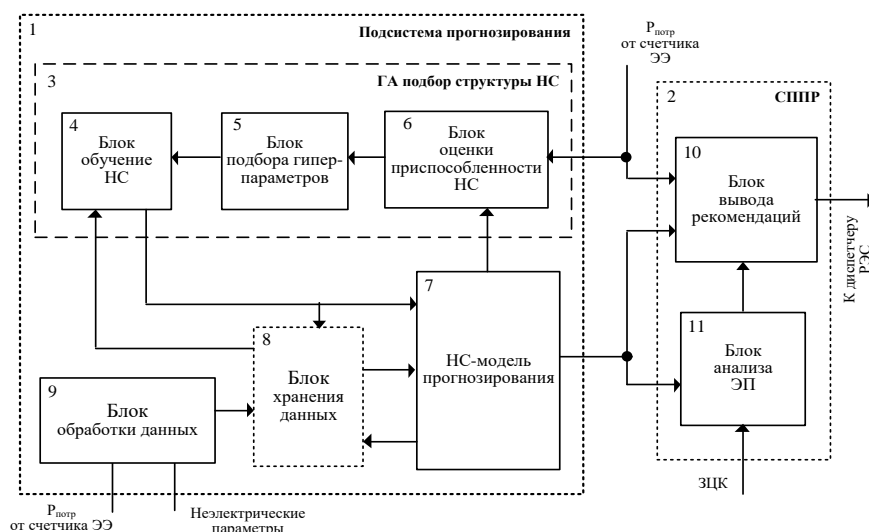 1
Подсистема прогнозирования
3
ГА подбор структуры НС
4
Блок
обучение
НС
5
Блок
подбора гипер-
параметров
6
Блок
оценки
приспособленности
НС
Pпотр
от счетчика
ЭЭ
2
СППР
10
Блок
вывода
рекомендаций
К диспетчеру
РЭС
7
НС-модель
прогнозирования
8
Блок
хранения
данных
9
Блок
обработки данных
11
Блок
анализа
ЭП
ЗЦК
Pпотр
от счетчика ЭЭ
Неэлектрические
параметры